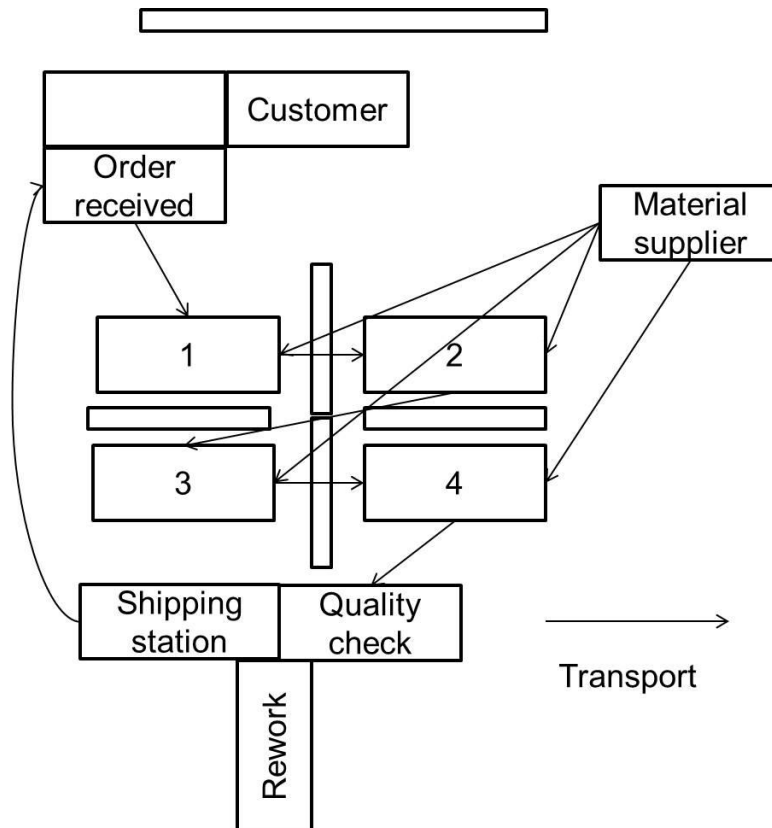 Customer
Order
received
Material
supplier
1
2
3
4
Shipping
station
Quality
check
Transport
Rework